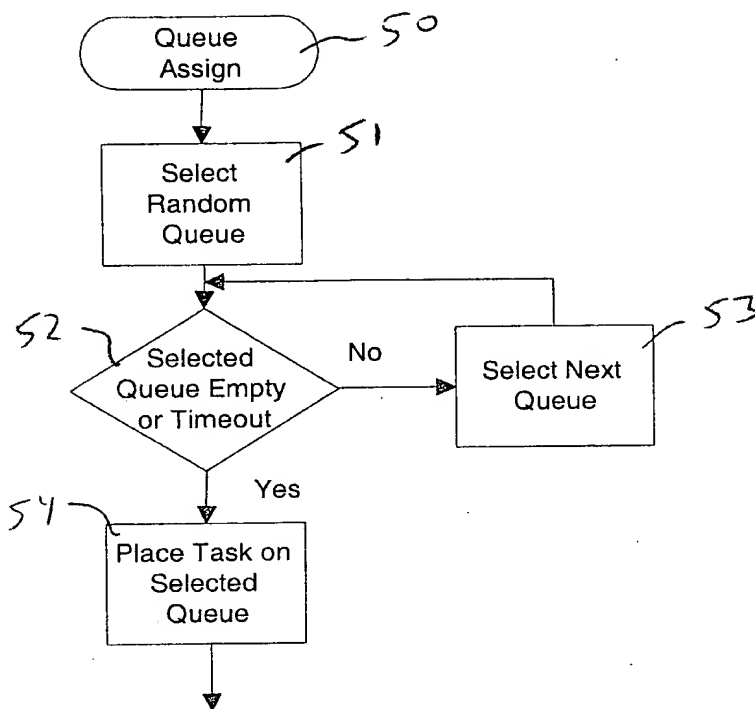 Queue
Assign
50
Select
Random
Queue
51
52
Selected
Queue Empty
or Timeout
No
Select Next
Queue
53
Yes
54
Place Task on
Selected
Queue